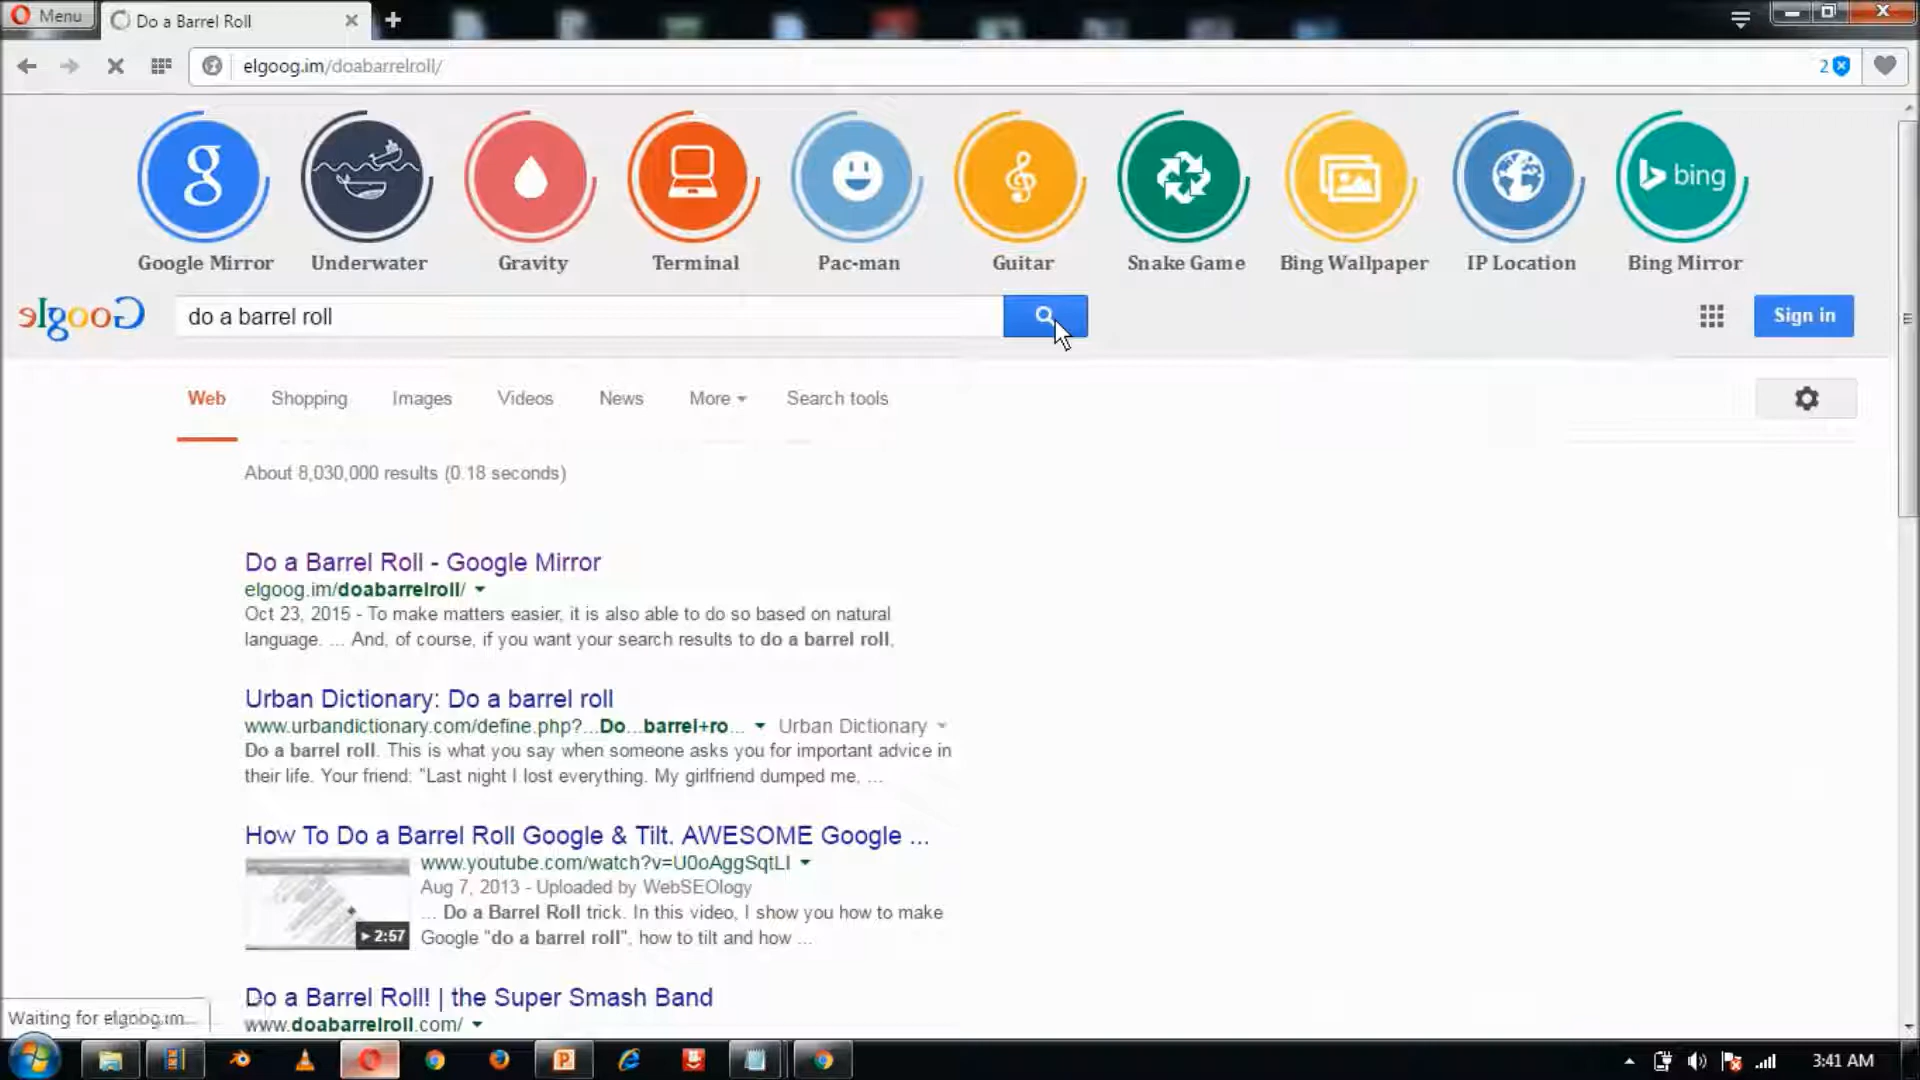 Menu
Do a Barrel Roll
elgoog.im/doabarrelroll/
2
g
bing
Google Mirror
Underwater
Gravity
Terminal
Pac-man
Guitar
Snake Game
Bing Wallpaper
IP Location
Bing Mirror
Google
do a barrel roll
Sign in
Web
Shopping
Images
Videos
News
More
Search tools
About 8,030,000 results (0.18 seconds)
Do a Barrel Roll - Google Mirror
elgoog.im/doabarrelroll/
Oct 23, 2015 - To make matters easier, it is also able to do so based on natural
language. ... And, of course, if you want your search results to do a barrel roll,
Urban Dictionary: Do a barrel roll
www.urbandictionary.com/define.php?...Do...barrel+ro... Urban Dictionary
Do a barrel roll. This is what you say when someone asks you for important advice in
their life. Your friend: "Last night I lost everything. My girlfriend dumped me, ...
How To Do a Barrel Roll Google & Tilt. AWESOME Google ...
www.youtube.com/watch?v=U0oAggSqtLI
Aug 7, 2013 - Uploaded by WebSEOlogy
... Do a Barrel Roll trick. In this video, I show you how to make
Google "do a barrel roll", how to tilt and how ...
2:57
Do a Barrel Roll! | the Super Smash Band
www.doabarrelroll.com/
Waiting for elgoog.im...
3:41 AM